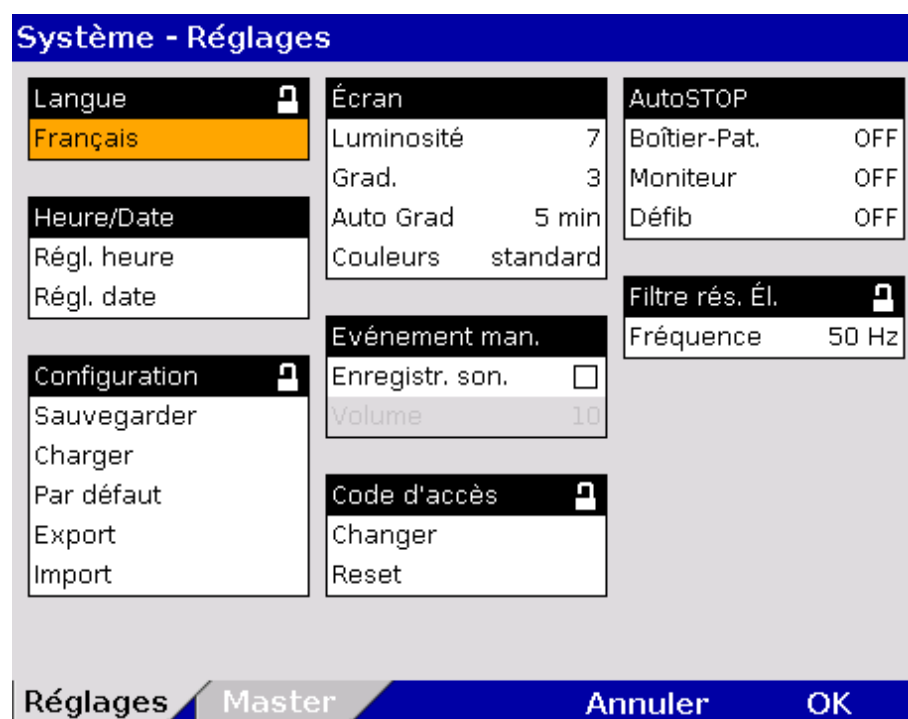 Système - Réglages
Langue
Français
Heure/Date
Régl. heure
Régl. date
Configuration
Sauvegarder
Charger
Par défaut
Export
Import
Écran
Luminosité 7
Grad. 3
Auto Grad 5 min
Couleurs standard
Evénement man.
Enregistr. son.
Volume 10
Code d'accès
Changer
Reset
AutoSTOP
Boîtier-Pat. OFF
Moniteur OFF
Défib OFF
Filtre rés. Él.
Fréquence 50 Hz
Réglages Master Annuler OK